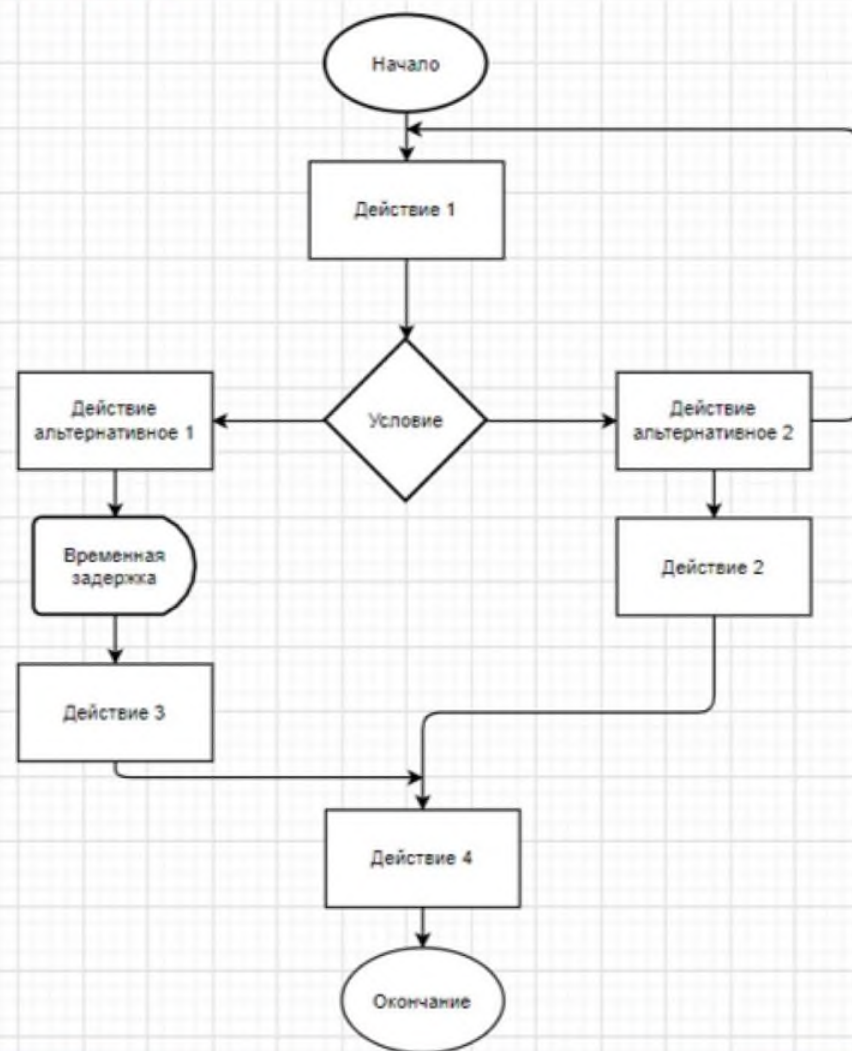 Начало
Действие 1
Условие
Действие
альтернативное 1
Действие
альтернативное 2
Временная
задержка
Действие 2
Действие 3
Действие 4
Окончание